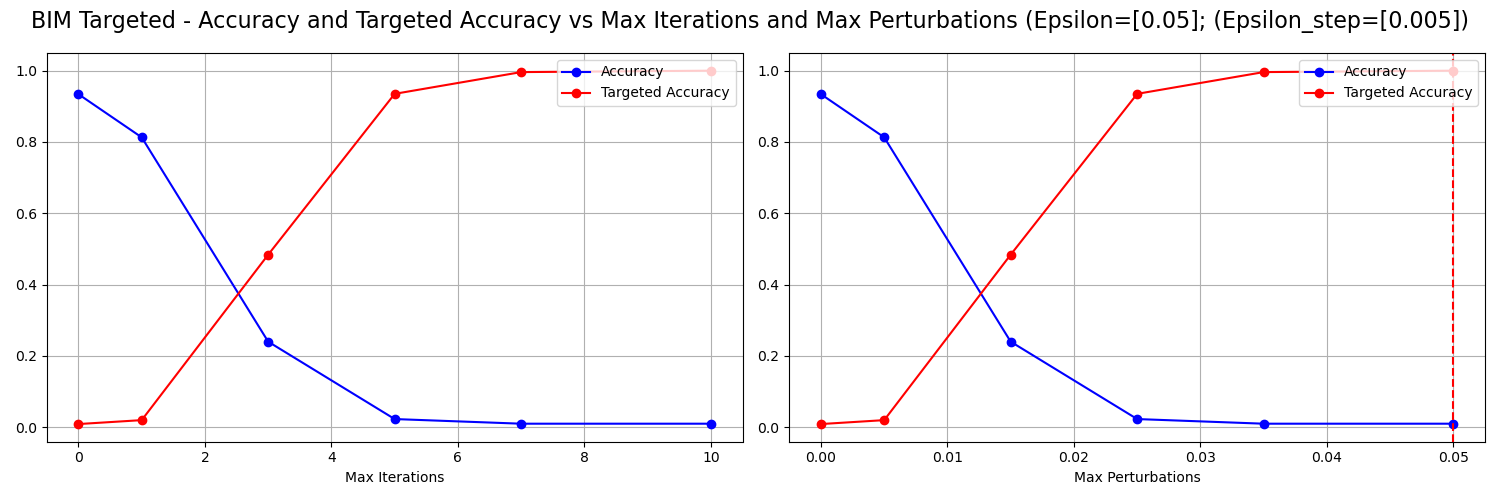 BIM Targeted - Accuracy and Targeted Accuracy vs Max Iterations and Max Perturbations (Epsilon=[0.05]; (Epsilon_step=[0.005])
1.0
0.8
0.6
0.4
0.2
0.0
Accuracy
Targeted Accuracy
0 2 4 6 8 10
Max Iterations
1.0
0.8
0.6
0.4
0.2
0.0
Accuracy
Targeted Accuracy
0.00 0.01 0.02 0.03 0.04 0.05
Max Perturbations